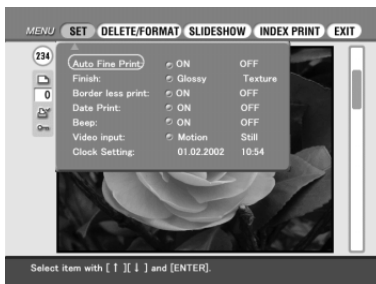 MENU SET DELETE/FORMAT SLIDESHOW INDEX PRINT EXIT
234
Auto Fine Print: ON OFF
Finish: Glossy Texture
0
Border less print: ON OFF
Date Print: ON OFF
Beep: ON OFF
Video input: Motion Still
Clock Setting: 01.02.2002 10:54
Select item with [ ↑ ][ ↓ ] and [ENTER].